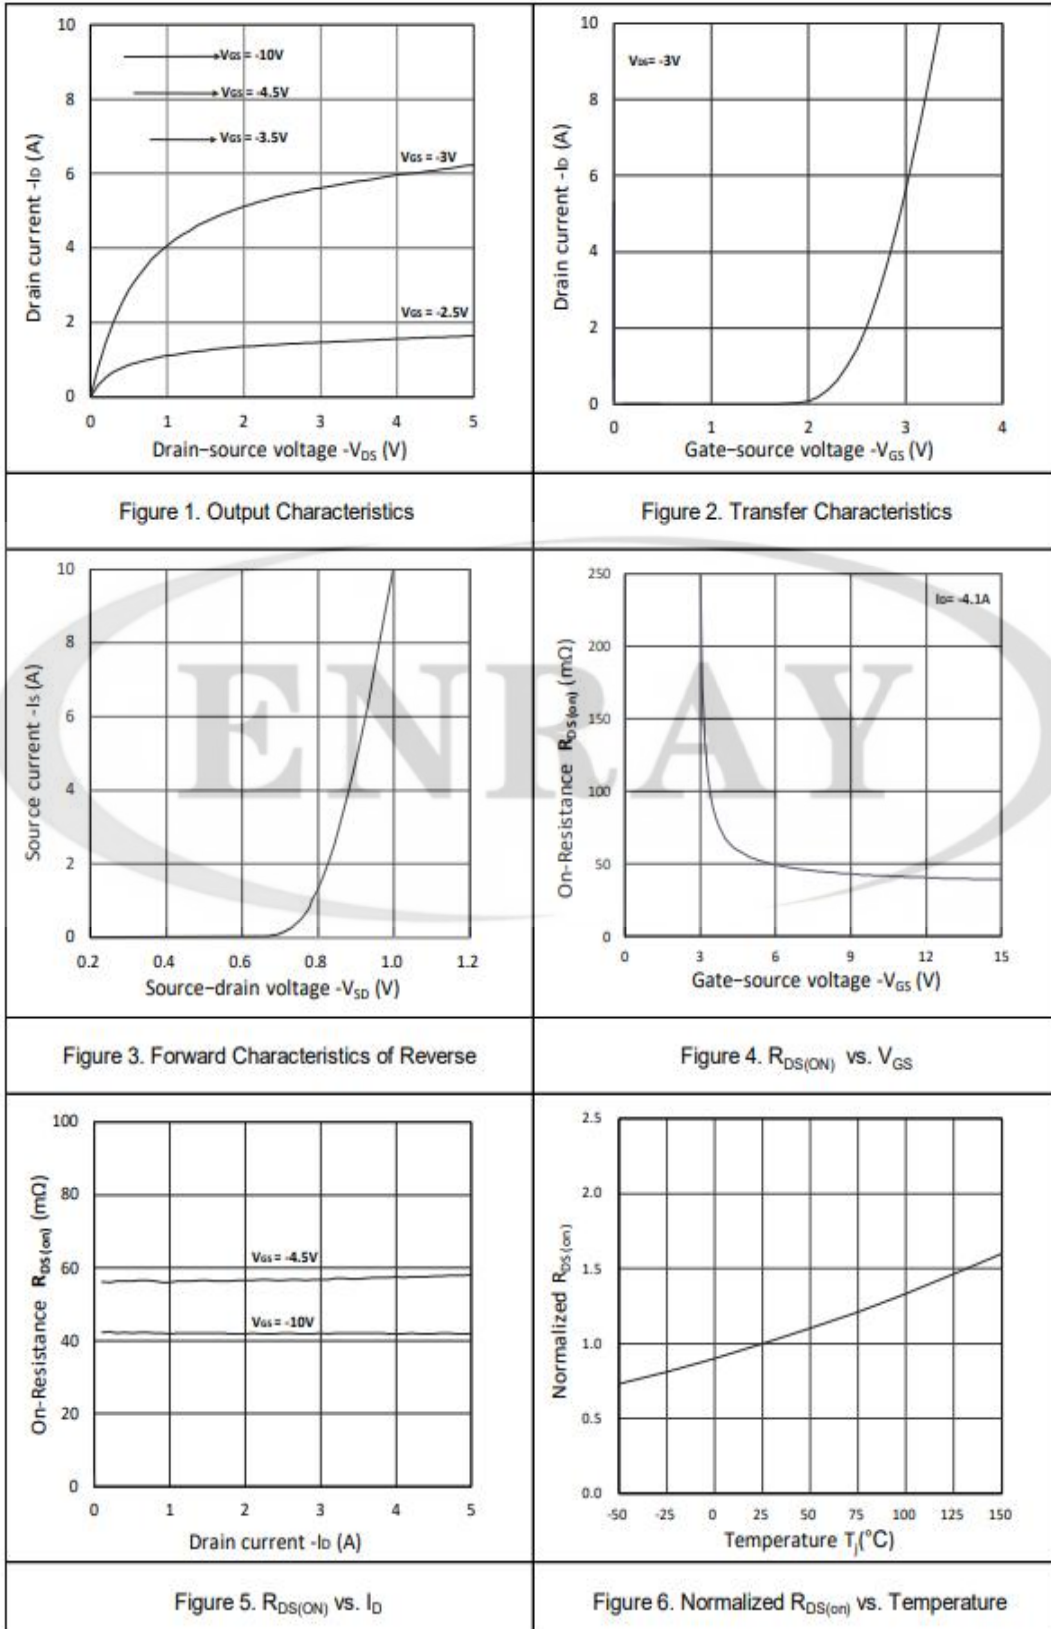 Drain current -ID (A)
10
8
6
4
2
0
VGS = -10V
VGS = -4.5V
VGS = -3.5V
VGS = -3V
VGS = -2.5V
0 1 2 3 4 5
Drain-source voltage -VDS (V)
Figure 1. Output Characteristics
Drain current -ID (A)
10
8
6
4
2
0
VDS= -3V
0 1 2 3 4
Gate-source voltage -VGS (V)
Figure 2. Transfer Characteristics
Source current -IS (A)
10
8
6
4
2
0
0.2 0.4 0.6 0.8 1.0 1.2
Source-drain voltage -VSD (V)
Figure 3. Forward Characteristics of Reverse
On-Resistance RDS(on) (mΩ)
250
200
150
100
50
0
ID= -4.1A
0 3 6 9 12 15
Gate-source voltage -VGS (V)
Figure 4. RDS(ON) vs. VGS
ENRAY
On-Resistance RDS(on) (mΩ)
100
80
60
40
20
0
VGS = -4.5V
VGS = -10V
0 1 2 3 4 5
Drain current -ID (A)
Figure 5. RDS(ON) vs. ID
Normalized RDS(on)
2.5
2.0
1.5
1.0
0.5
0.0
-50 -25 0 25 50 75 100 125 150
Temperature Tj(°C)
Figure 6. Normalized RDS(on) vs. Temperature